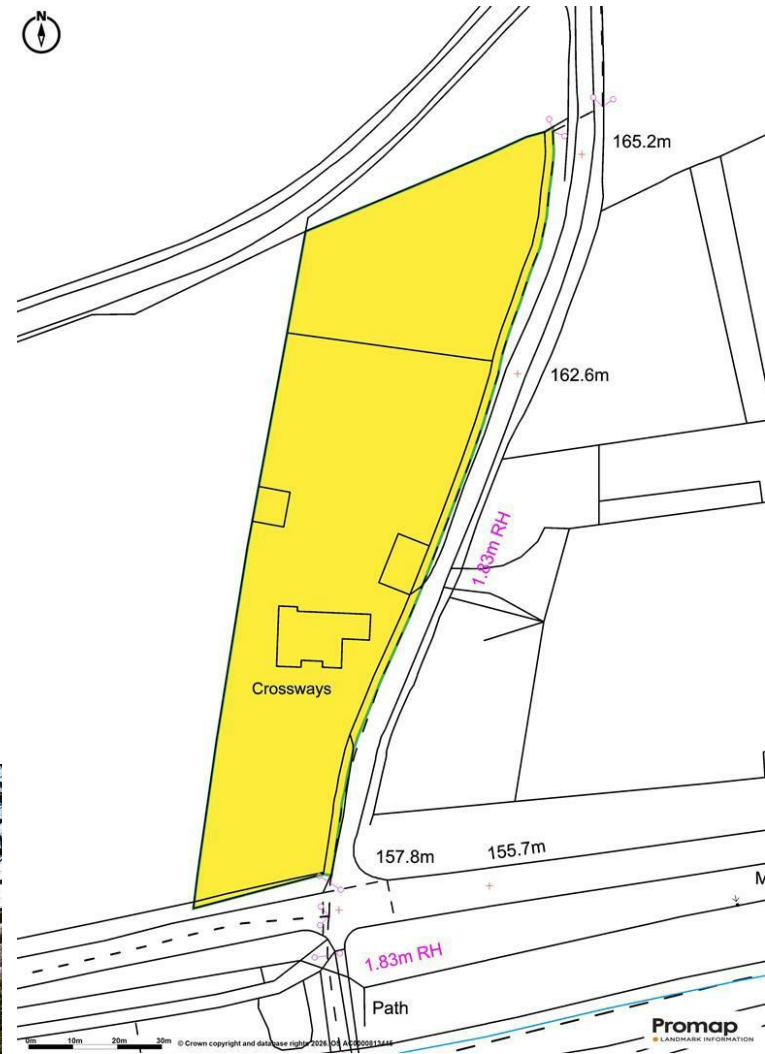 N
165.2m
162.6m
1.83m RH
Crossways
157.8m
155.7m
M
1.83m RH
Path
0m 10m 20m 30m
© Crown copyright and database rights 2026. OS
Promap
LANDMARK INFORMATION